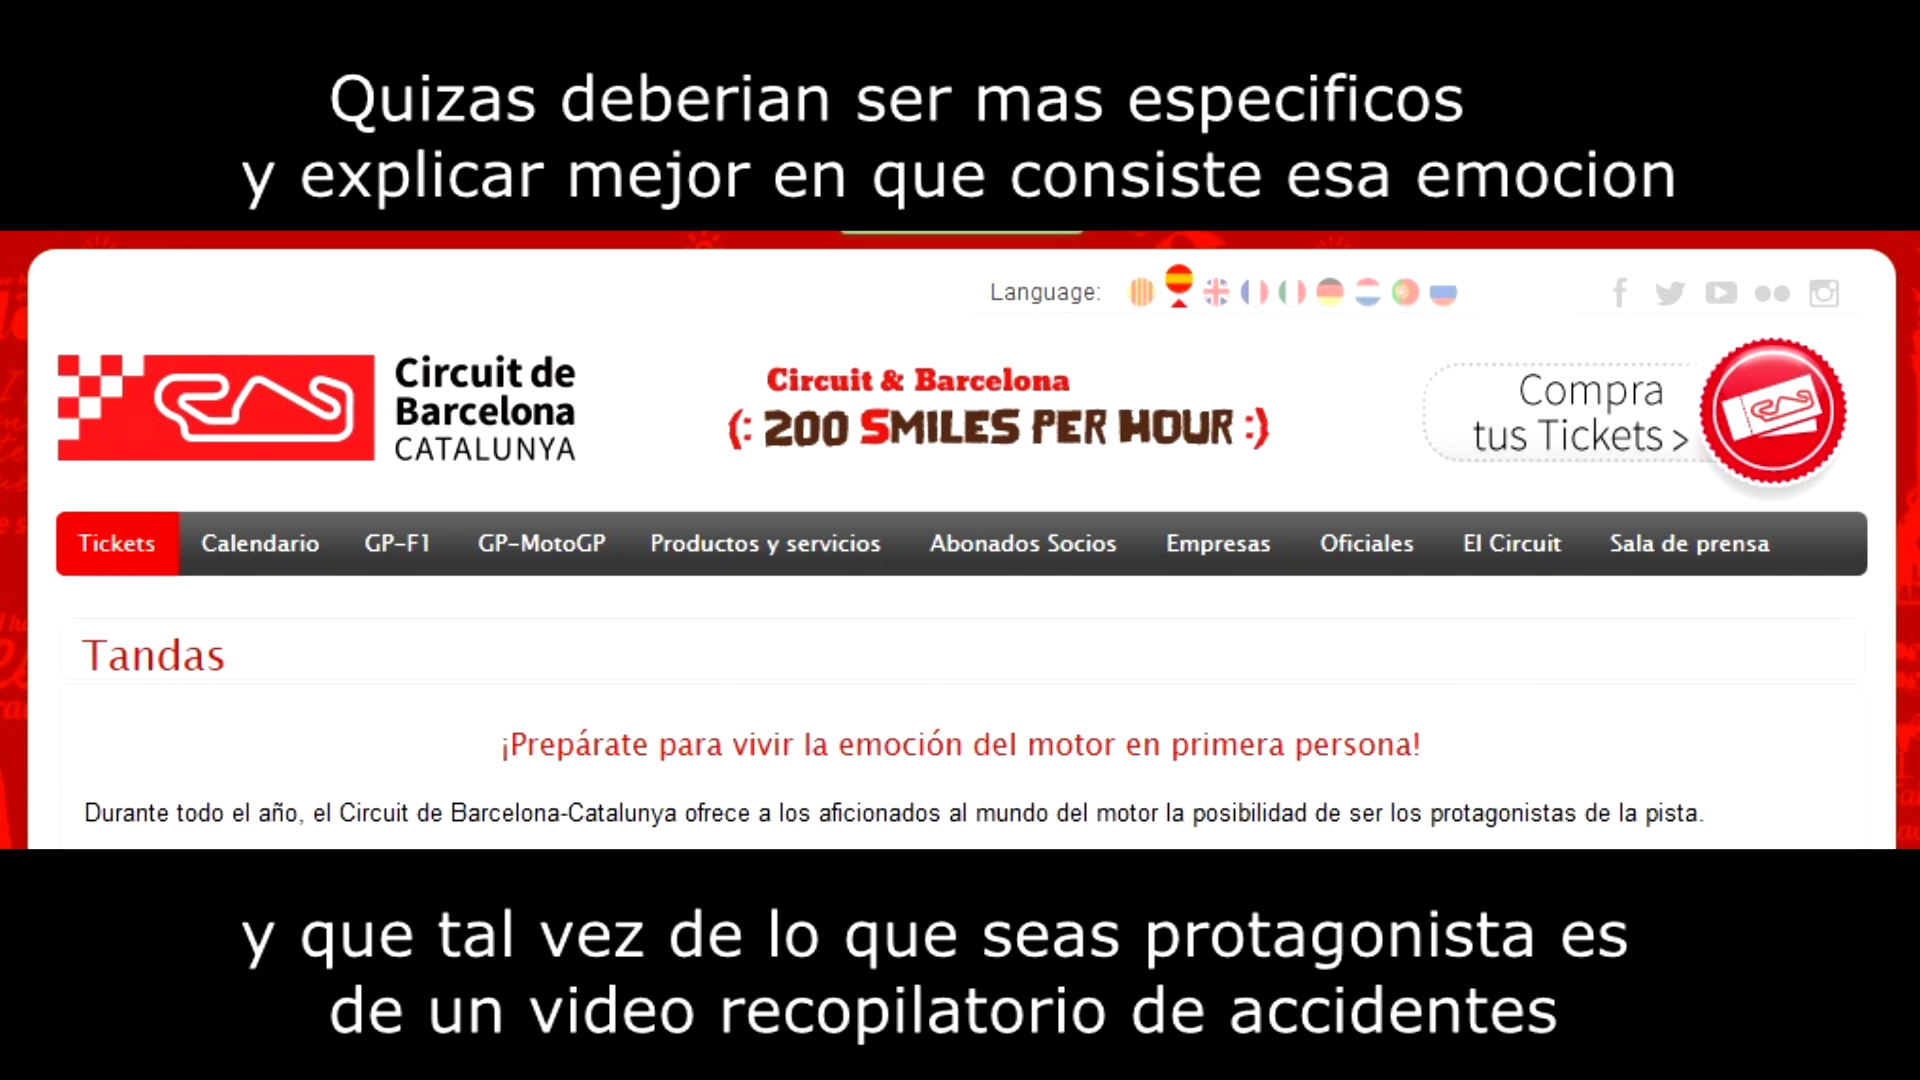 Quizas deberian ser mas especificos
y explicar mejor en que consiste esa emocion
Language:
Circuit de
Barcelona
CATALUNYA
Circuit & Barcelona
(: 200 SMILES PER HOUR :)
Compra
tus Tickets >
Tickets Calendario GP-F1 GP-MotoGP Productos y servicios Abonados Socios Empresas Oficiales El Circuit Sala de prensa
Tandas
¡Prepárate para vivir la emoción del motor en primera persona!
Durante todo el año, el Circuit de Barcelona-Catalunya ofrece a los aficionados al mundo del motor la posibilidad de ser los protagonistas de la pista.
y que tal vez de lo que seas protagonista es
de un video recopilatorio de accidentes